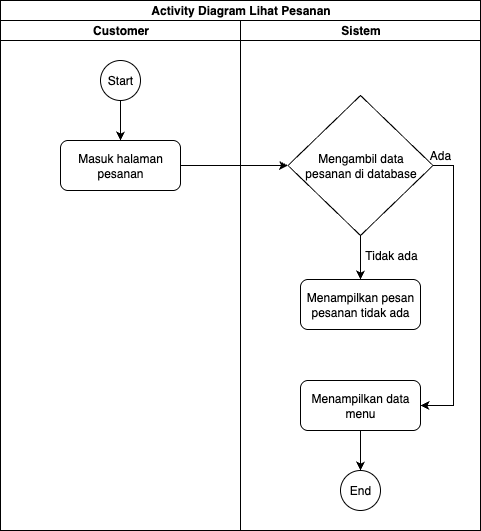 Activity Diagram Lihat Pesanan
Customer
Sistem
Start
Masuk halaman
pesanan
Mengambil data
pesanan di database
Ada
Tidak ada
Menampilkan pesan
pesanan tidak ada
Menampilkan data
menu
End